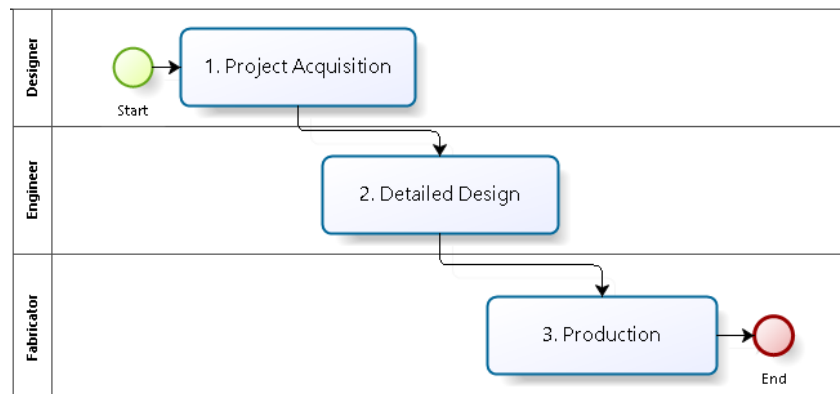 Designer
1. Project Acquisition
Start
Engineer
2. Detailed Design
Fabricator
3. Production
End